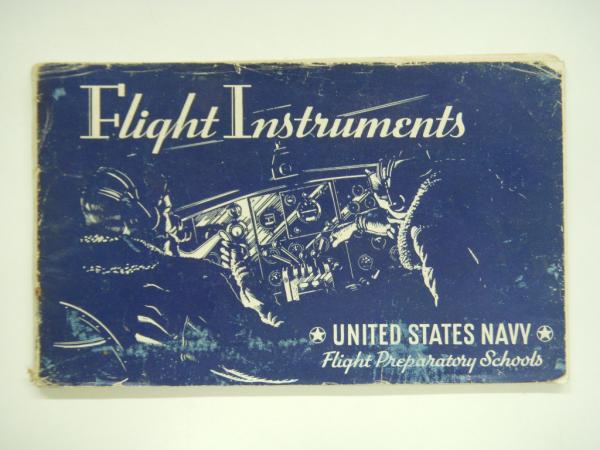 Flight Instruments
UNITED STATES NAVY
Flight Preparatory Schools